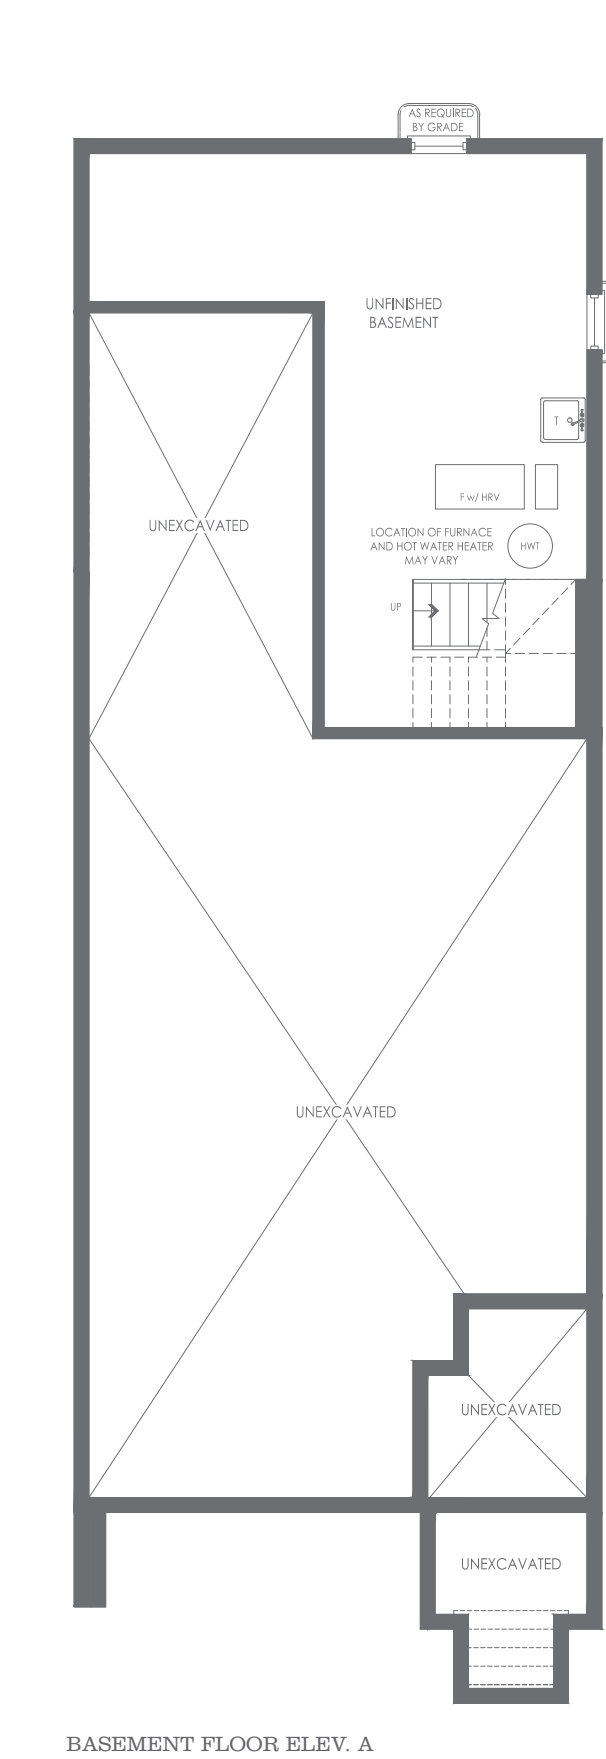 AS REQUIRED
BY GRADE
UNFINISHED
BASEMENT
T
F w/ HRV
UNEXCAVATED
LOCATION OF FURNACE
AND HOT WATER HEATER
MAY VARY
HWT
UP
UNEXCAVATED
UNEXCAVATED
UNEXCAVATED
BASEMENT FLOOR ELEV. A